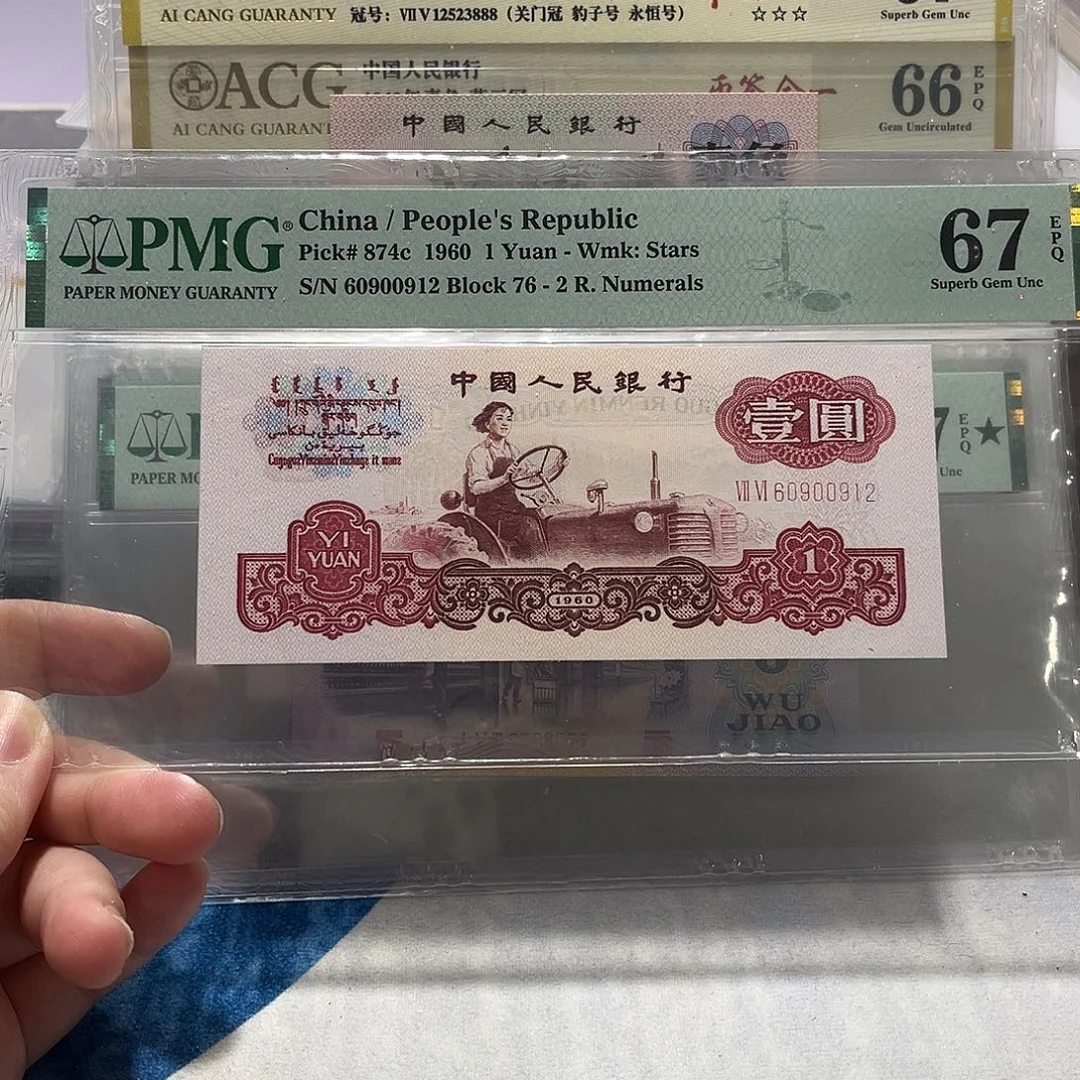 AI CANG GUARANTY 冠号：VII V 12523888（关门冠 豹子号 永恒号） ☆☆☆ Superb Gem Unc
ACG 中国人民银行 66 EPQ
AI CANG GUARANT Gem Uncirculated
中國人民銀行
PMG® China / People's Republic 67 EPQ
Pick# 874c 1960 1 Yuan - Wmk: Stars
PAPER MONEY GUARANTY S/N 60900912 Block 76 - 2 R. Numerals Superb Gem Unc
中國人民銀行
壹圓
VII VI 60900912
YI
YUAN
1
1960
7 EPQ★
PAPER MO Unc
WU
JIAO